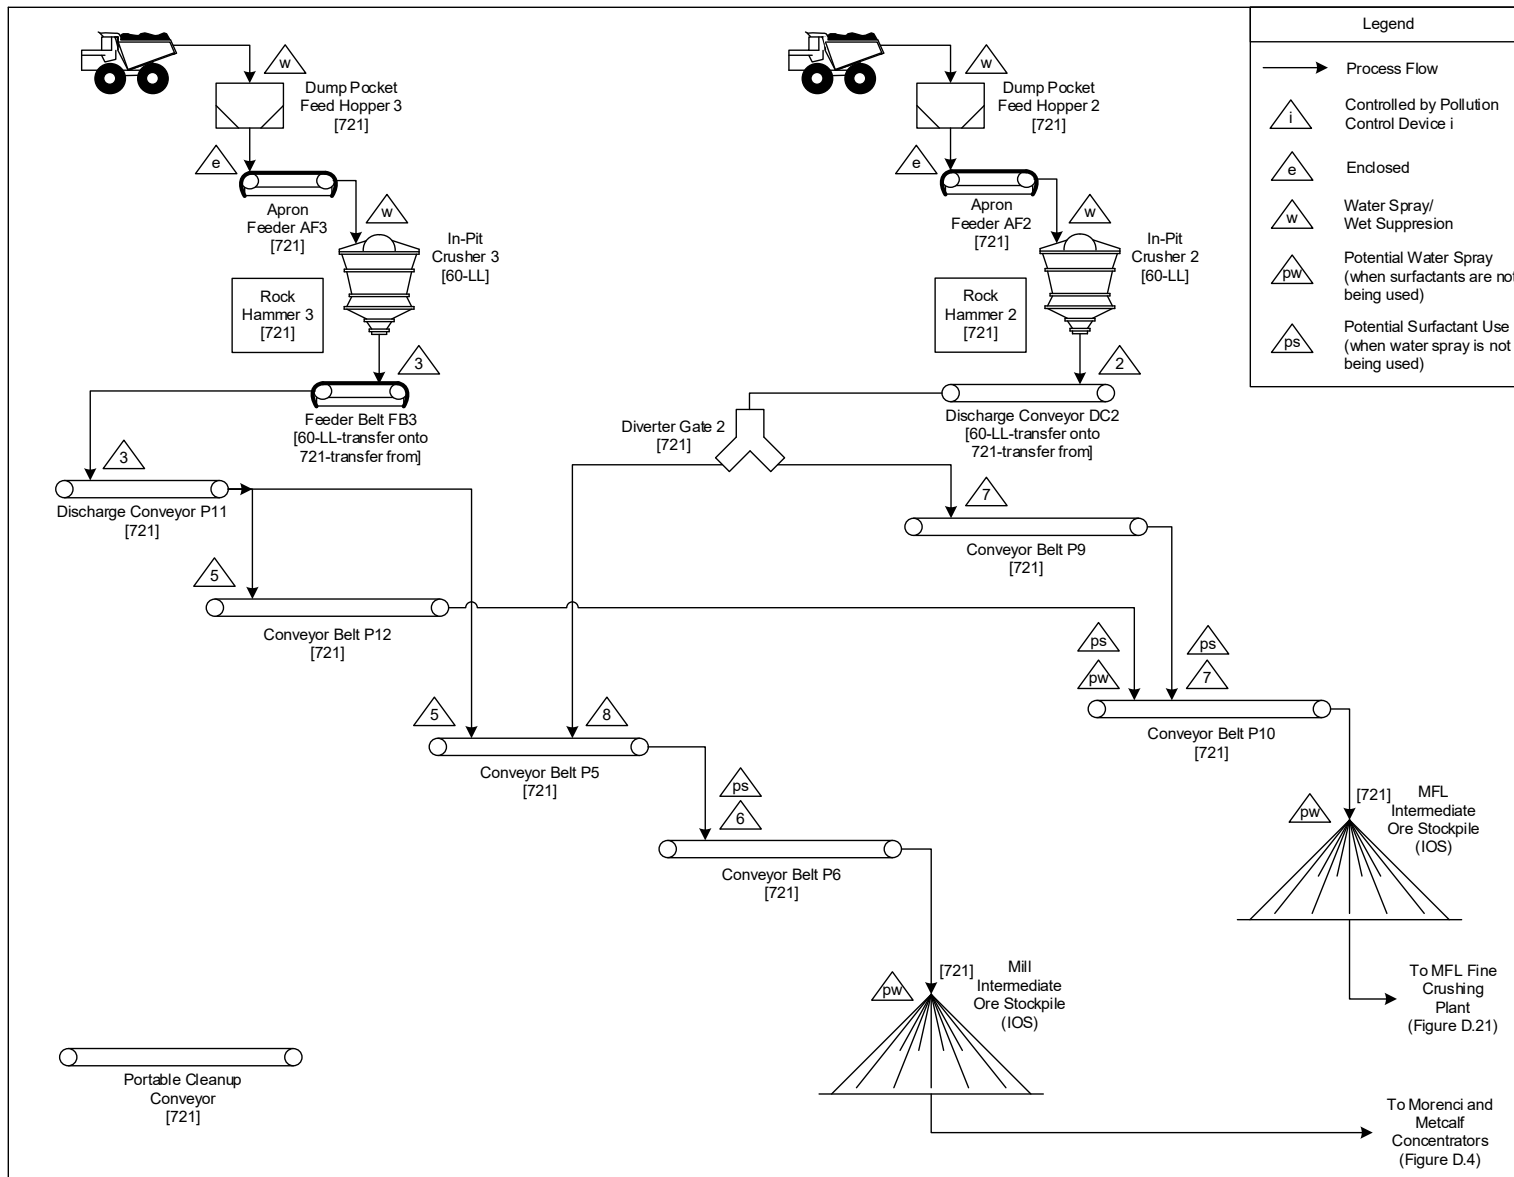 Legend
Process Flow
i
Controlled by Pollution
Control Device i
e
Enclosed
w
Water Spray/
Wet Suppresion
pw
Potential Water Spray
(when surfactants are not
being used)
ps
Potential Surfactant Use
(when water spray is not
being used)
w
Dump Pocket
Feed Hopper 3
[721]
e
Apron
Feeder AF3
[721]
w
In-Pit
Crusher 3
[60-LL]
Rock
Hammer 3
[721]
3
Feeder Belt FB3
[60-LL-transfer onto
721-transfer from]
3
Discharge Conveyor P11
[721]
5
Conveyor Belt P12
[721]
w
Dump Pocket
Feed Hopper 2
[721]
e
Apron
Feeder AF2
[721]
w
In-Pit
Crusher 2
[60-LL]
Rock
Hammer 2
[721]
2
Discharge Conveyor DC2
[60-LL-transfer onto
721-transfer from]
Diverter Gate 2
[721]
7
Conveyor Belt P9
[721]
ps
pw
ps
7
Conveyor Belt P10
[721]
5
8
Conveyor Belt P5
[721]
ps
6
Conveyor Belt P6
[721]
pw
[721]
MFL
Intermediate
Ore Stockpile
(IOS)
To MFL Fine
Crushing
Plant
(Figure D.21)
pw
[721]
Mill
Intermediate
Ore Stockpile
(IOS)
To Morenci and
Metcalf
Concentrators
(Figure D.4)
Portable Cleanup
Conveyor
[721]